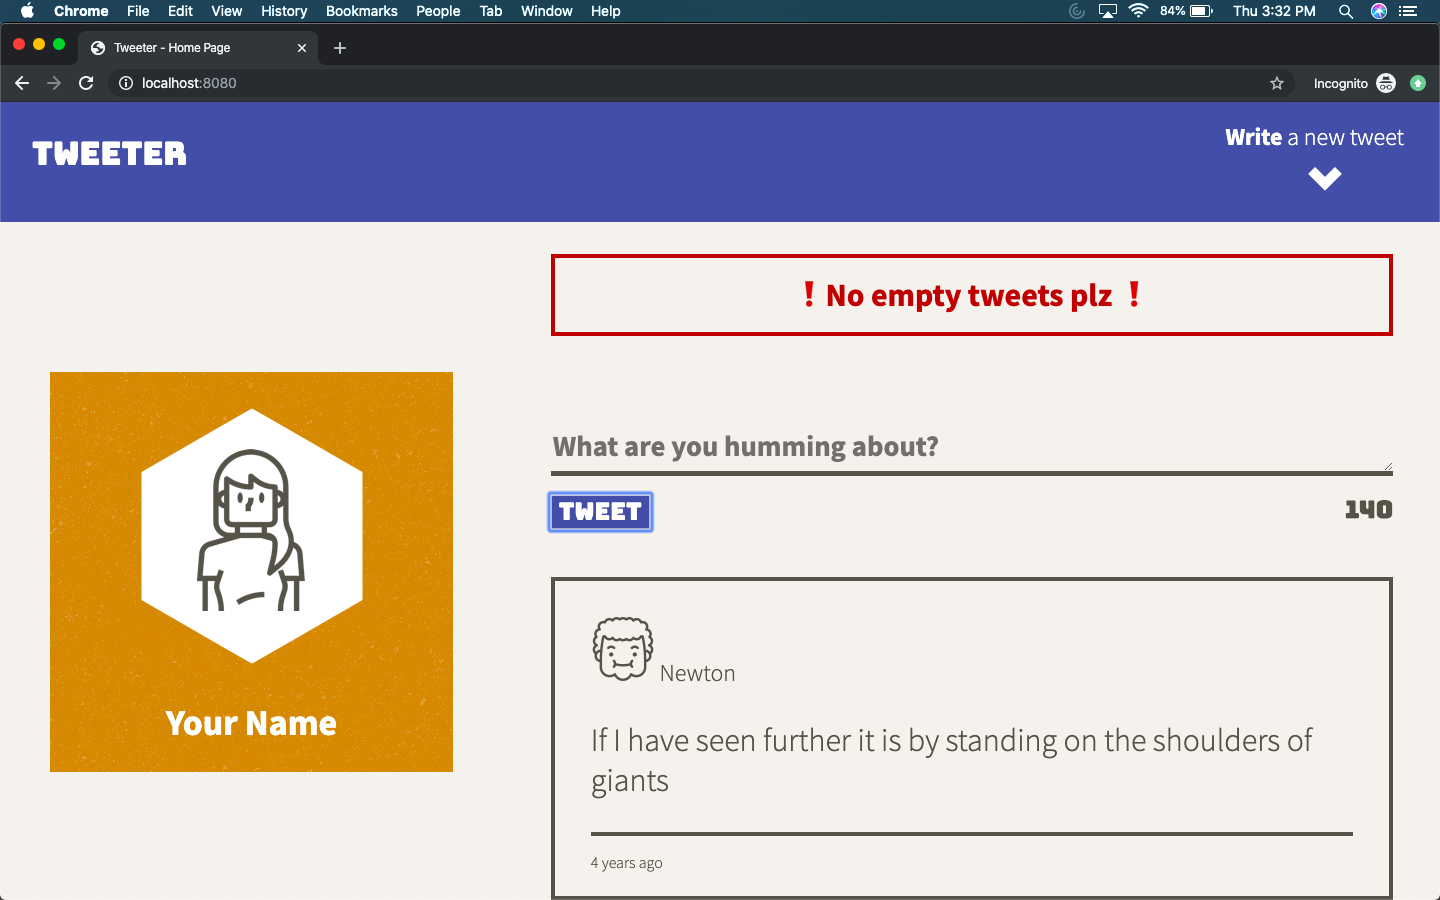 Chrome File Edit View History Bookmarks People Tab Window Help 84% Thu 3:32 PM
Tweeter - Home Page
localhost:8080 Incognito
TWEETER
Write a new tweet
❗No empty tweets plz ❗
What are you humming about?
TWEET 140
Your Name
Newton
If I have seen further it is by standing on the shoulders of
giants
4 years ago